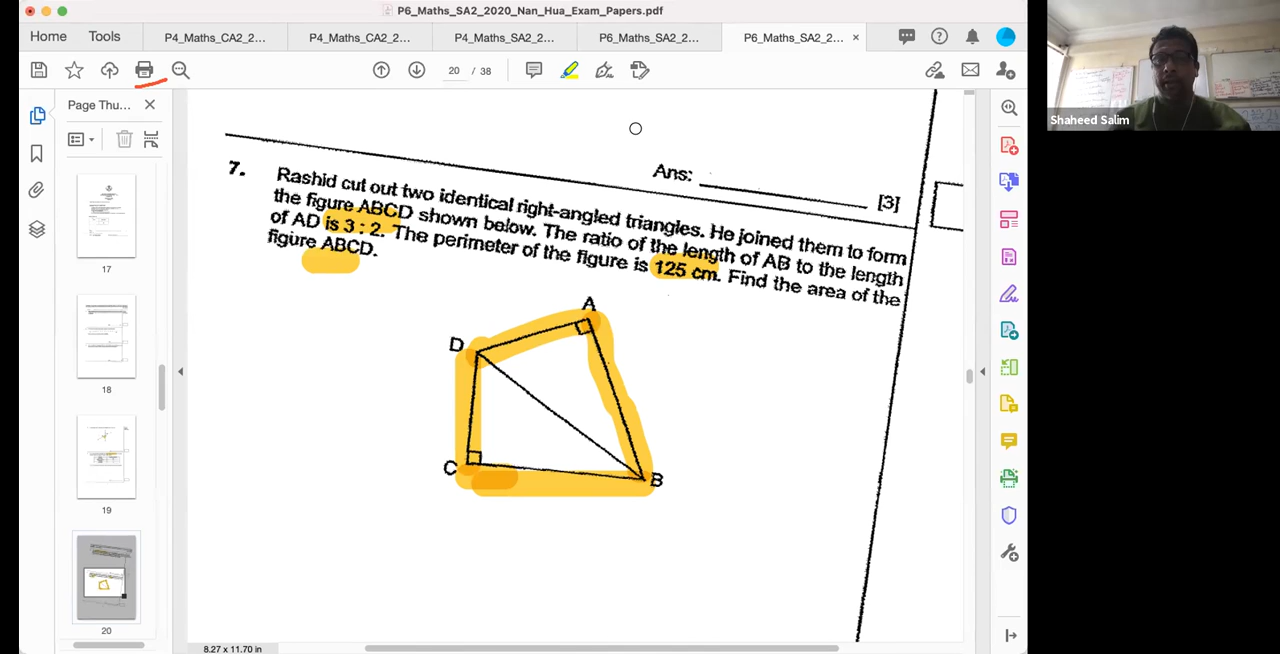 P6_Maths_SA2_2020_Nan_Hua_Exam_Papers.pdf
Home Tools P4_Maths_CA2_2... P4_Maths_CA2_2... P4_Maths_SA2_2... P6_Maths_SA2_2... P6_Maths_SA2_2... ×
20 / 38
Page Thu...
Shaheed Salim
17
18
19
20
Ans: [3]
7. Rashid cut out two identical right-angled triangles. He joined them to form
the figure ABCD shown below. The ratio of the length of AB to the length
of AD is 3 : 2. The perimeter of the figure is 125 cm. Find the area of the
figure ABCD.
A
D
C
B
8.27 x 11.70 in